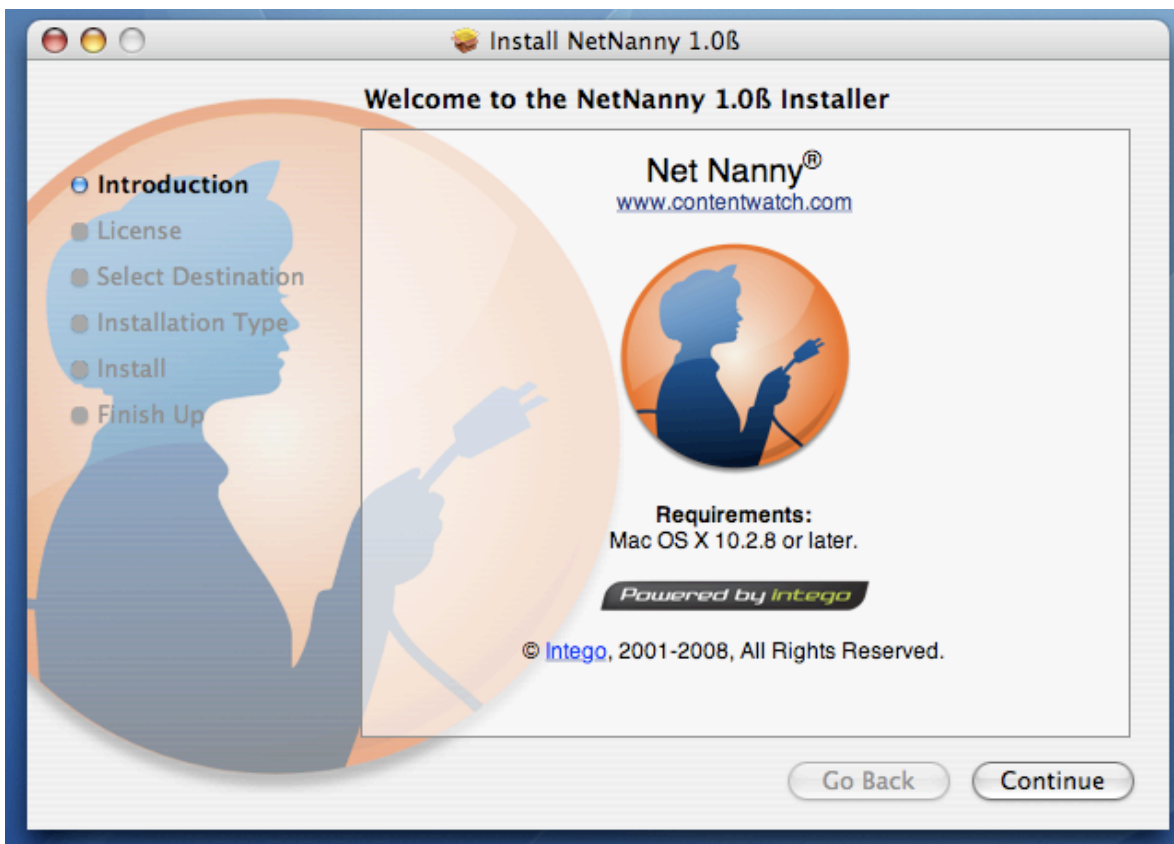 Install NetNanny 1.0ß
Welcome to the NetNanny 1.0ß Installer
Introduction
License
Select Destination
Installation Type
Install
Finish Up
Net Nanny®
www.contentwatch.com
Requirements:
Mac OS X 10.2.8 or later.
Powered by intego
© Intego, 2001-2008, All Rights Reserved.
Go Back
Continue